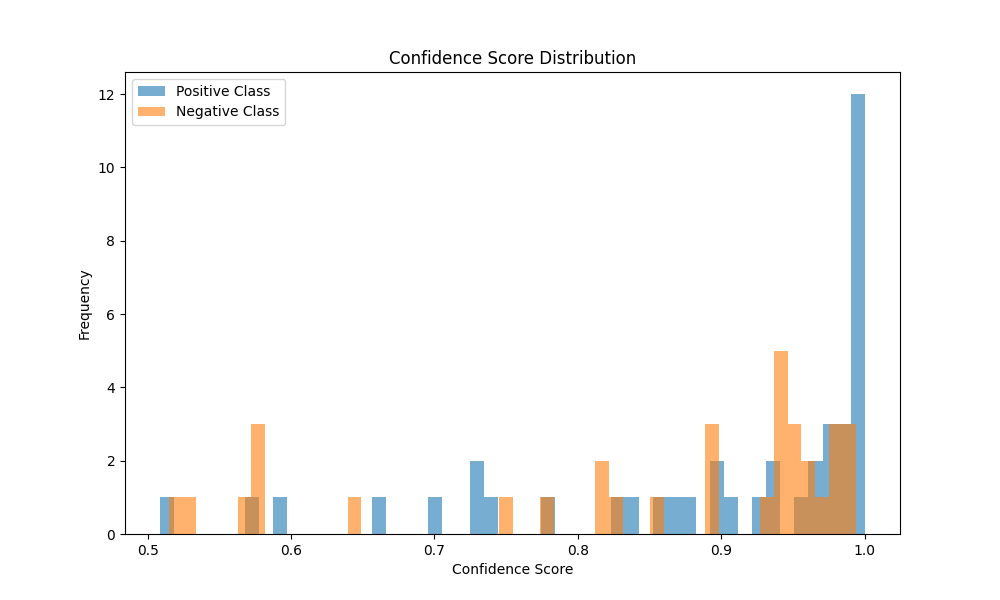 Confidence Score Distribution
Positive Class
Negative Class
Frequency
12
10
8
6
4
2
0
0.5 0.6 0.7 0.8 0.9 1.0
Confidence Score